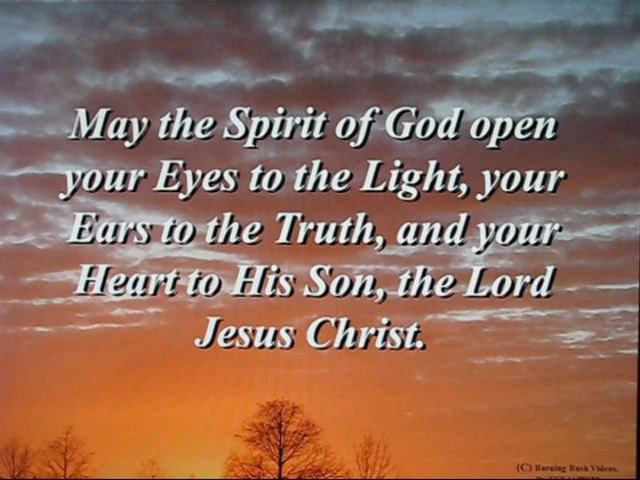 May the Spirit of God open
your Eyes to the Light, your
Ears to the Truth, and your
Heart to His Son, the Lord
Jesus Christ.
(C) Burning Bush Videos.